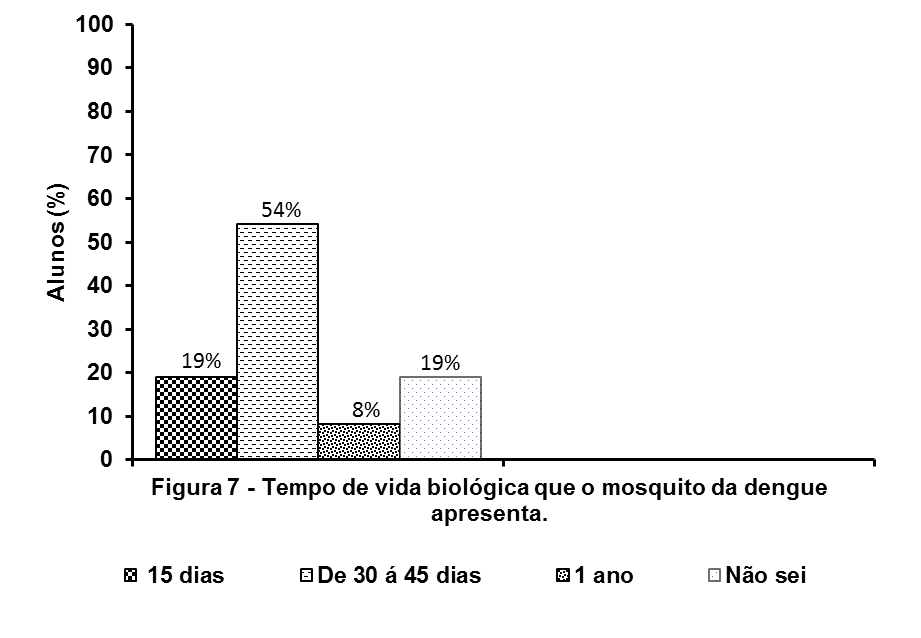 100
90
80
70
60
50
40
30
20
10
0
Alunos (%)
19%
54%
8%
19%
Figura 7 - Tempo de vida biológica que o mosquito da dengue
apresenta.
15 dias
De 30 á 45 dias
1 ano
Não sei